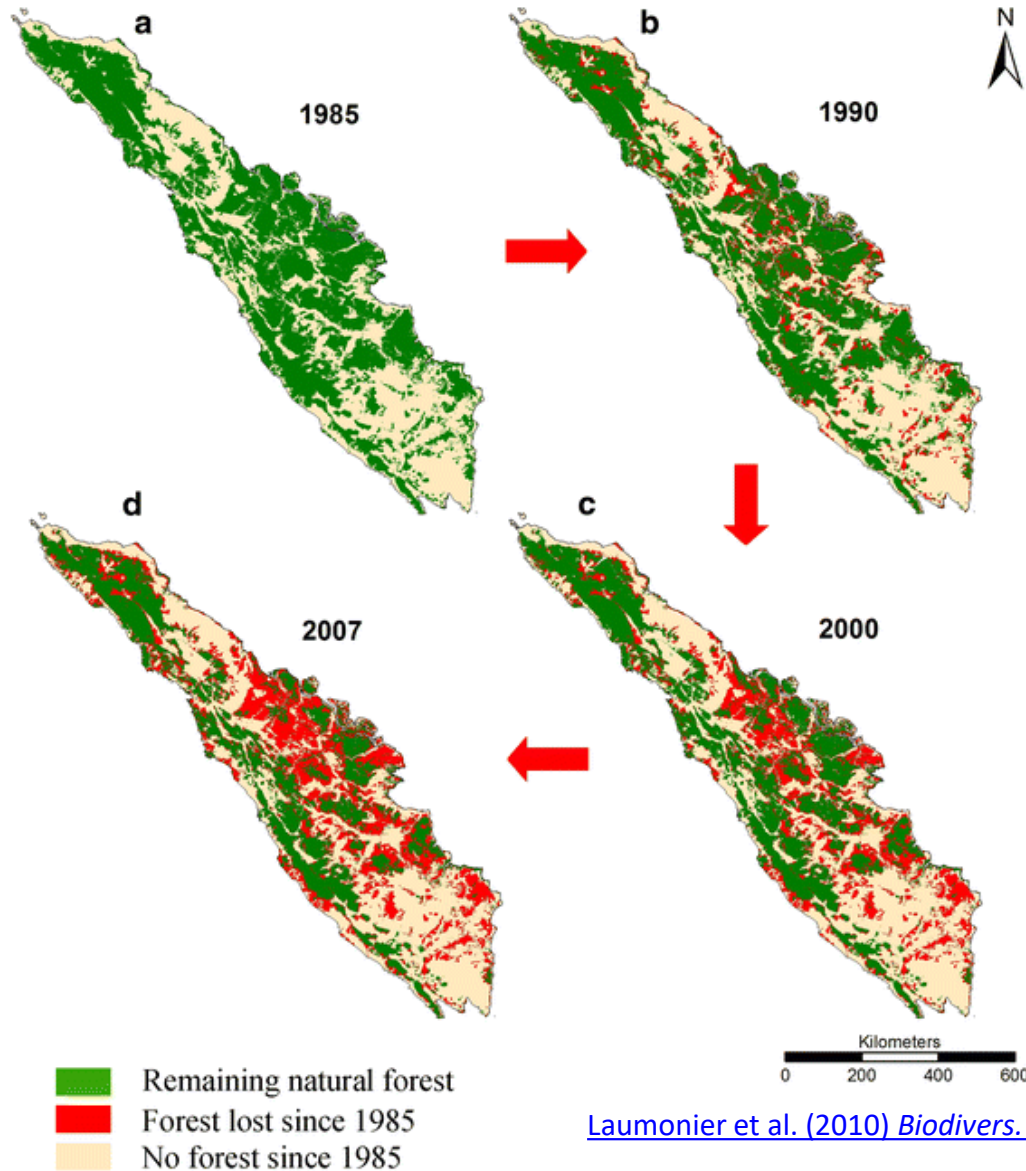 a
b
N
1985
1990
d
c
2007
2000
Kilometers
0 200 400 600
Remaining natural forest
Forest lost since 1985
No forest since 1985
Laumonier et al. (2010) Biodivers.